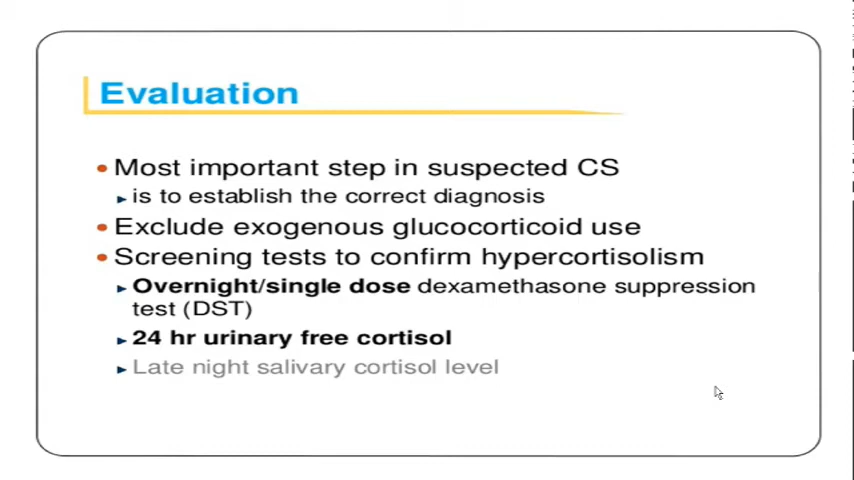 Evaluation
Most important step in suspected CS
is to establish the correct diagnosis
Exclude exogenous glucocorticoid use
Screening tests to confirm hypercortisolism
Overnight/single dose dexamethasone suppression
test (DST)
24 hr urinary free cortisol
Late night salivary cortisol level